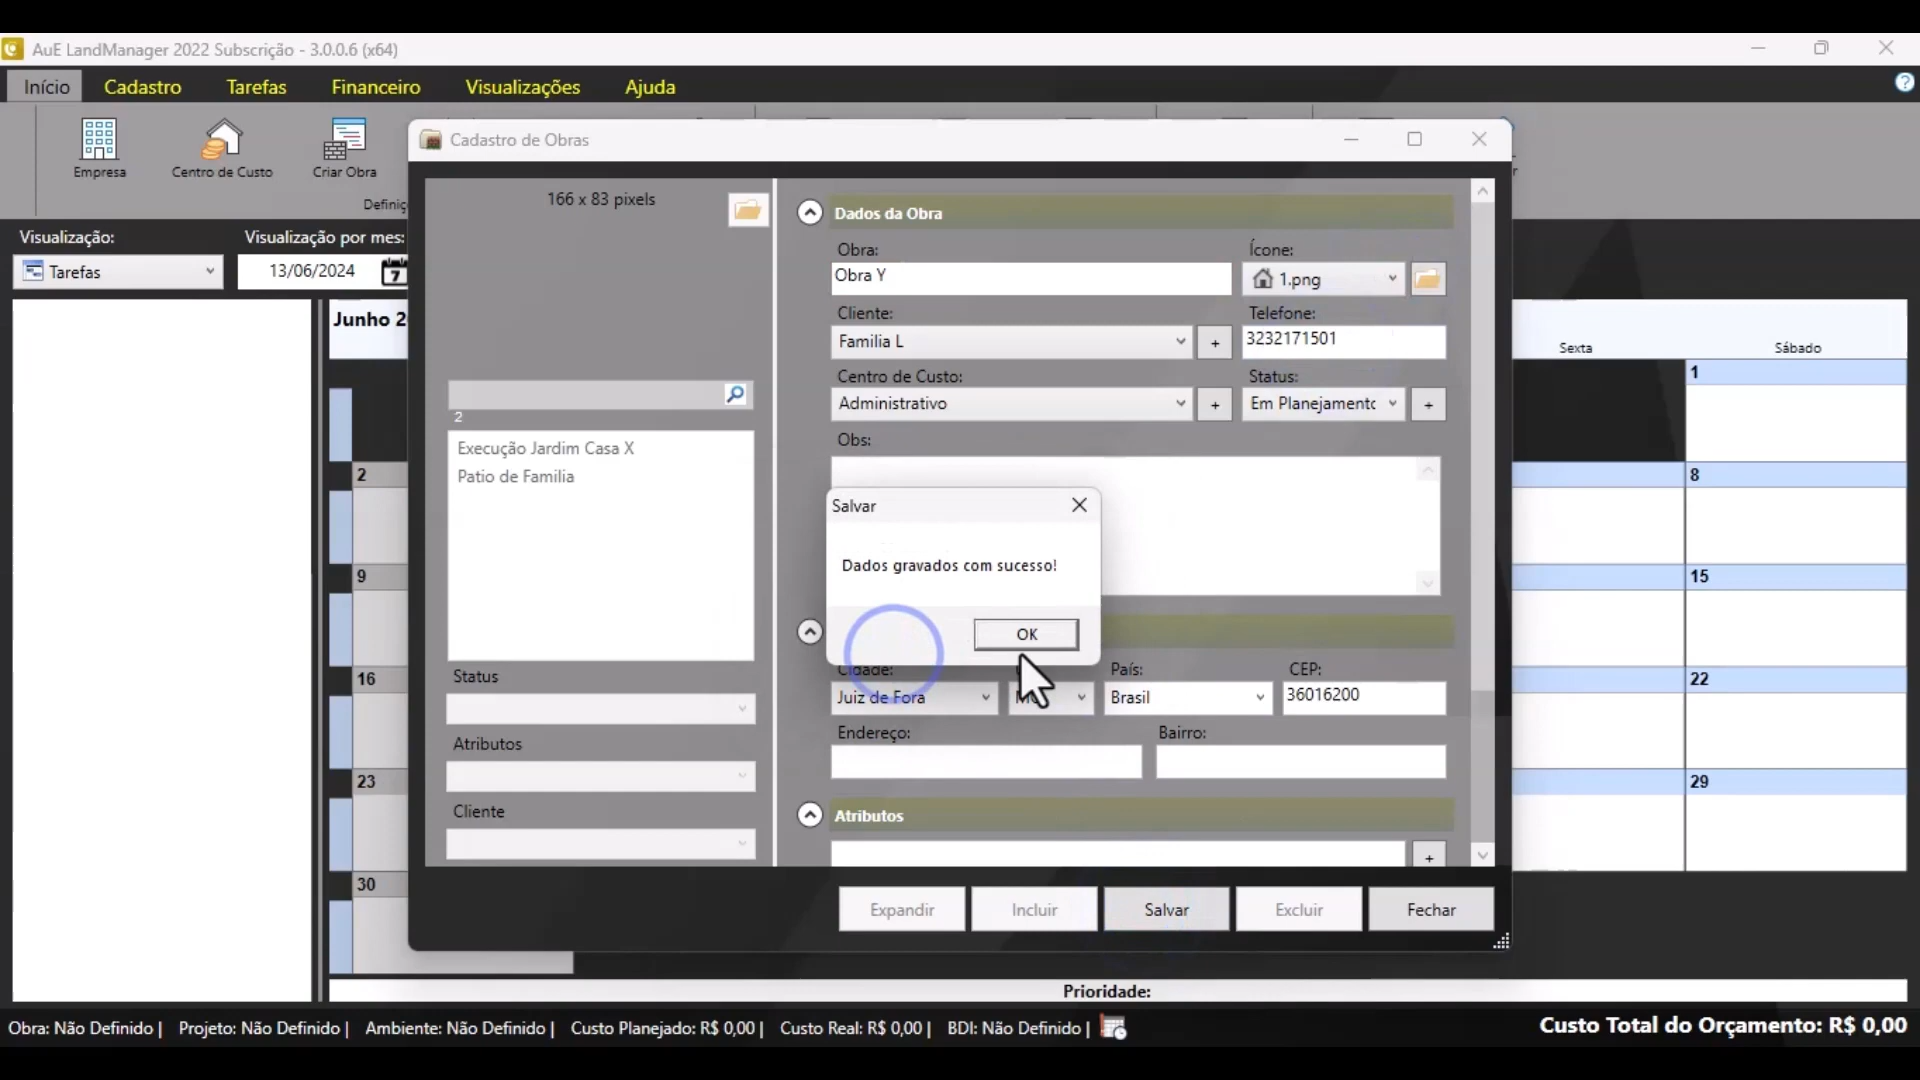 AuE LandManager 2022 Subscrição - 3.0.0.6 (x64)
Início Cadastro Tarefas Financeiro Visualizações Ajuda
Empresa
Centro de Custo
Criar Obra
Visualização:
Visualização por mes:
Tarefas
13/06/2024
7
Cadastro de Obras
166 x 83 pixels
2
Execução Jardim Casa X
Patio de Familia
Status
Atributos
Cliente
Dados da Obra
Obra:
Ícone:
Obra Y
1.png
Cliente:
Telefone:
Familia L
+
3232171501
Centro de Custo:
Status:
Administrativo
+
Em Planejamento
+
Obs:
Salvar
Dados gravados com sucesso!
OK
Cidade:
País:
CEP:
Juiz de Fora
Brasil
36016200
Endereço:
Bairro:
Atributos
+
Expandir
Incluir
Salvar
Excluir
Fechar
Junho 2
Sexta
Sábado
1
2
8
9
15
16
22
23
29
30
Prioridade:
Obra: Não Definido | Projeto: Não Definido | Ambiente: Não Definido | Custo Planejado: R$ 0,00 | Custo Real: R$ 0,00 | BDI: Não Definido |
Custo Total do Orçamento: R$ 0,00